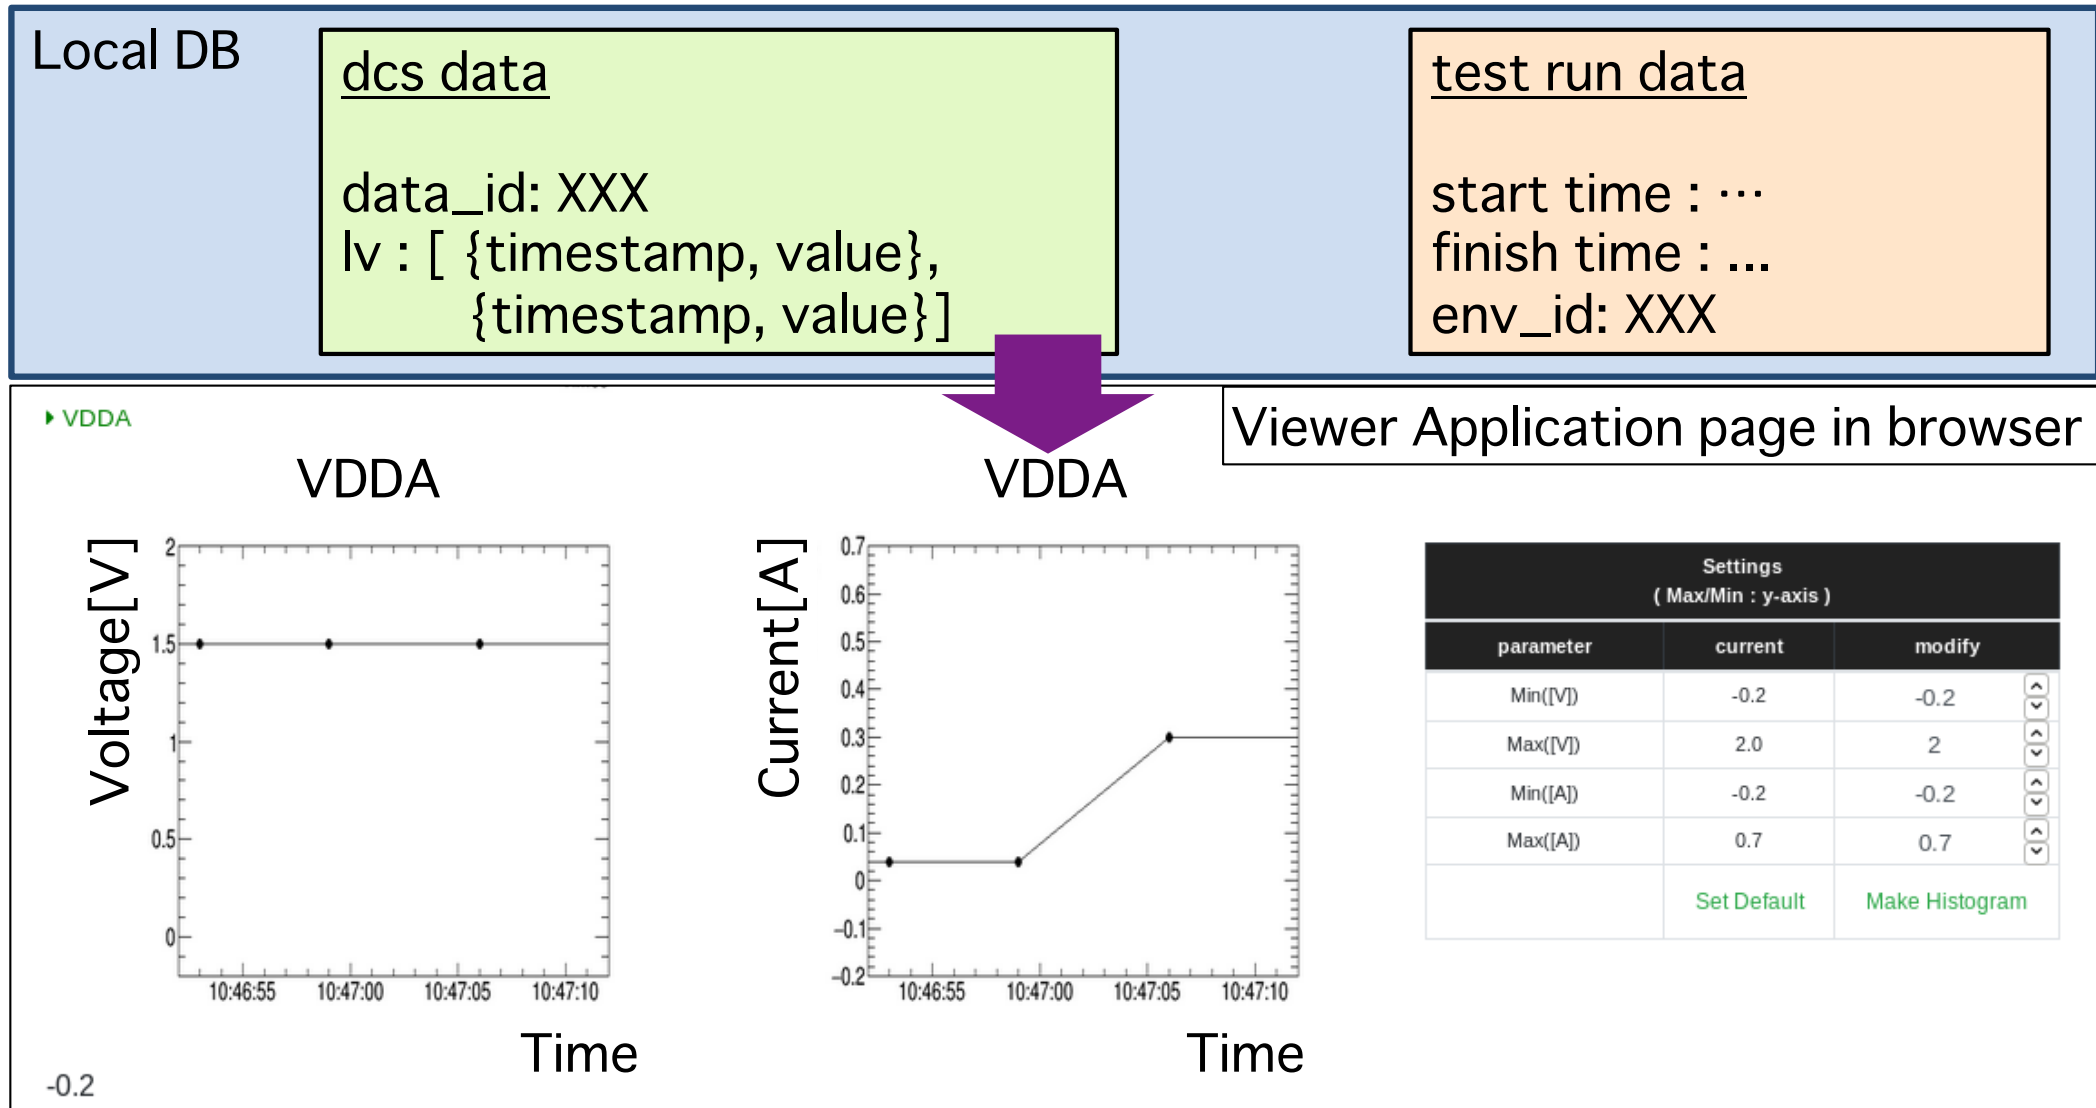 Local DB
dcs data
data_id: XXX
lv : [ {timestamp, value},
{timestamp, value}]
test run data
start time : …
finish time : ...
env_id: XXX
VDDA
Viewer Application page in browser
VDDA
Voltage[V]
2
1.5
1
0.5
0
10:46:55 10:47:00 10:47:05 10:47:10
Time
VDDA
Current[A]
0.7
0.6
0.5
0.4
0.3
0.2
0.1
0
−0.1
−0.2
10:46:55 10:47:00 10:47:05 10:47:10
Time
Settings
( Max/Min : y-axis )
parameter current modify
Min([V]) -0.2 -0.2
Max([V]) 2.0 2
Min([A]) -0.2 -0.2
Max([A]) 0.7 0.7
Set Default Make Histogram
-0.2